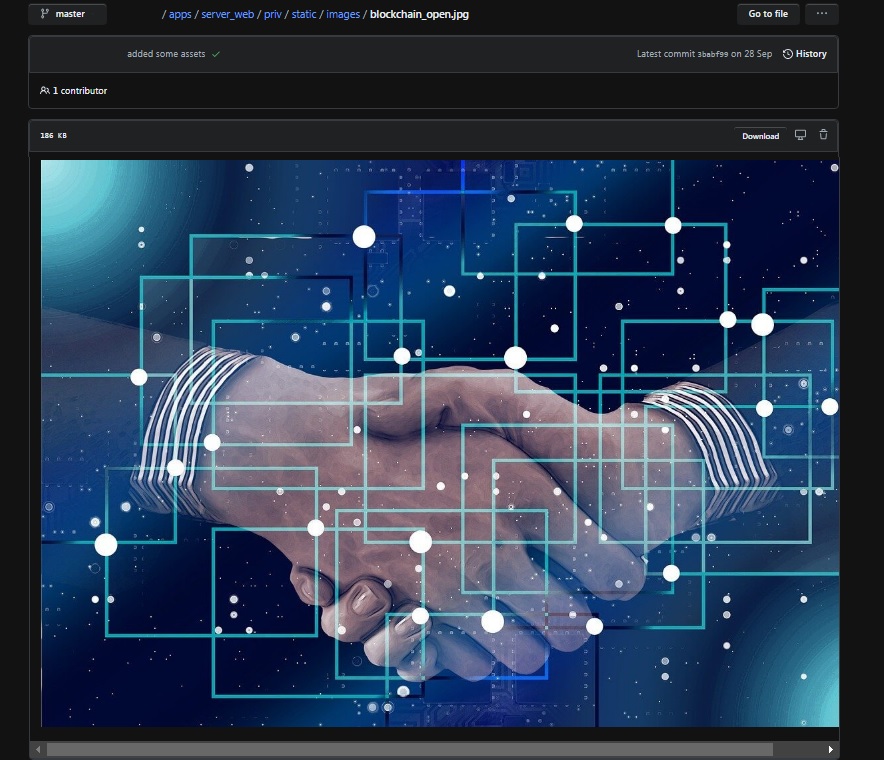 master
/ apps / server_web / priv / static / images / blockchain_open.jpg
Go to file
added some assets
Latest commit 3babf99 on 28 Sep
History
1 contributor
186 KB
Download